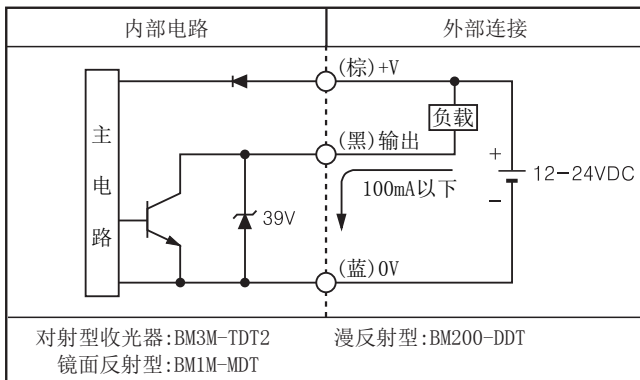 内部电路
外部连接
(棕)+V
负载
主电路
(黑)输出
+
12-24VDC
100mA以下
39V
−
(蓝)0V
对射型收光器:BM3M-TDT2
漫反射型:BM200-DDT
镜面反射型:BM1M-MDT